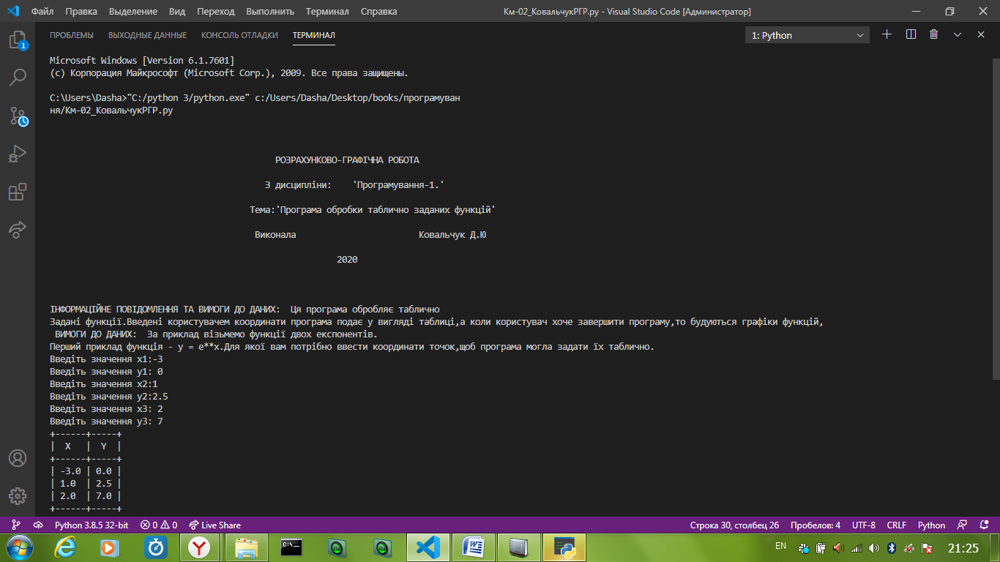 Файл Правка Выделение Вид Переход Выполнить Терминал Справка Км-02_КовальчукРГР.py - Visual Studio Code [Администратор]
ПРОБЛЕМЫ ВЫХОДНЫЕ ДАННЫЕ КОНСОЛЬ ОТЛАДКИ ТЕРМИНАЛ 1: Python
1
Microsoft Windows [Version 6.1.7601]
(c) Корпорация Майкрософт (Microsoft Corp.), 2009. Все права защищены.
C:\Users\Dasha>"C:/python 3/python.exe" c:/Users/Dasha/Desktop/books/програмуван
ня/Км-02_КовальчукРГР.py
РОЗРАХУНКОВО-ГРАФІЧНА РОБОТА
З дисципліни: 'Програмування-1.'
Тема:'Програма обробки таблично заданих функцій'
Виконала Ковальчук Д.Ю
2020
ІНФОРМАЦІЙНЕ ПОВІДОМЛЕННЯ ТА ВИМОГИ ДО ДАНИХ: Ця програма обробляє таблично
Задані функції.Введені користувачем координати програма подає у вигляді таблиці,а коли користувач хоче завершити програму,то будуються графіки функцій,
ВИМОГИ ДО ДАНИХ: За приклад візьмемо функції двох експонентів.
Перший приклад функція - y = e**x.Для якої вам потрібно ввести координати точок,щоб програма могла задати їх таблично.
Введіть значення x1:-3
Введіть значення y1: 0
Введіть значення x2:1
Введіть значення y2:2.5
Введіть значення x3: 2
Введіть значення y3: 7
+------+-----+
| X | Y |
+------+-----+
| -3.0 | 0.0 |
| 1.0 | 2.5 |
| 2.0 | 7.0 |
+------+-----+
Python 3.8.5 32-bit 0 0 Live Share Строка 30, столбец 26 Пробелов: 4 UTF-8 CRLF Python
EN 21:25